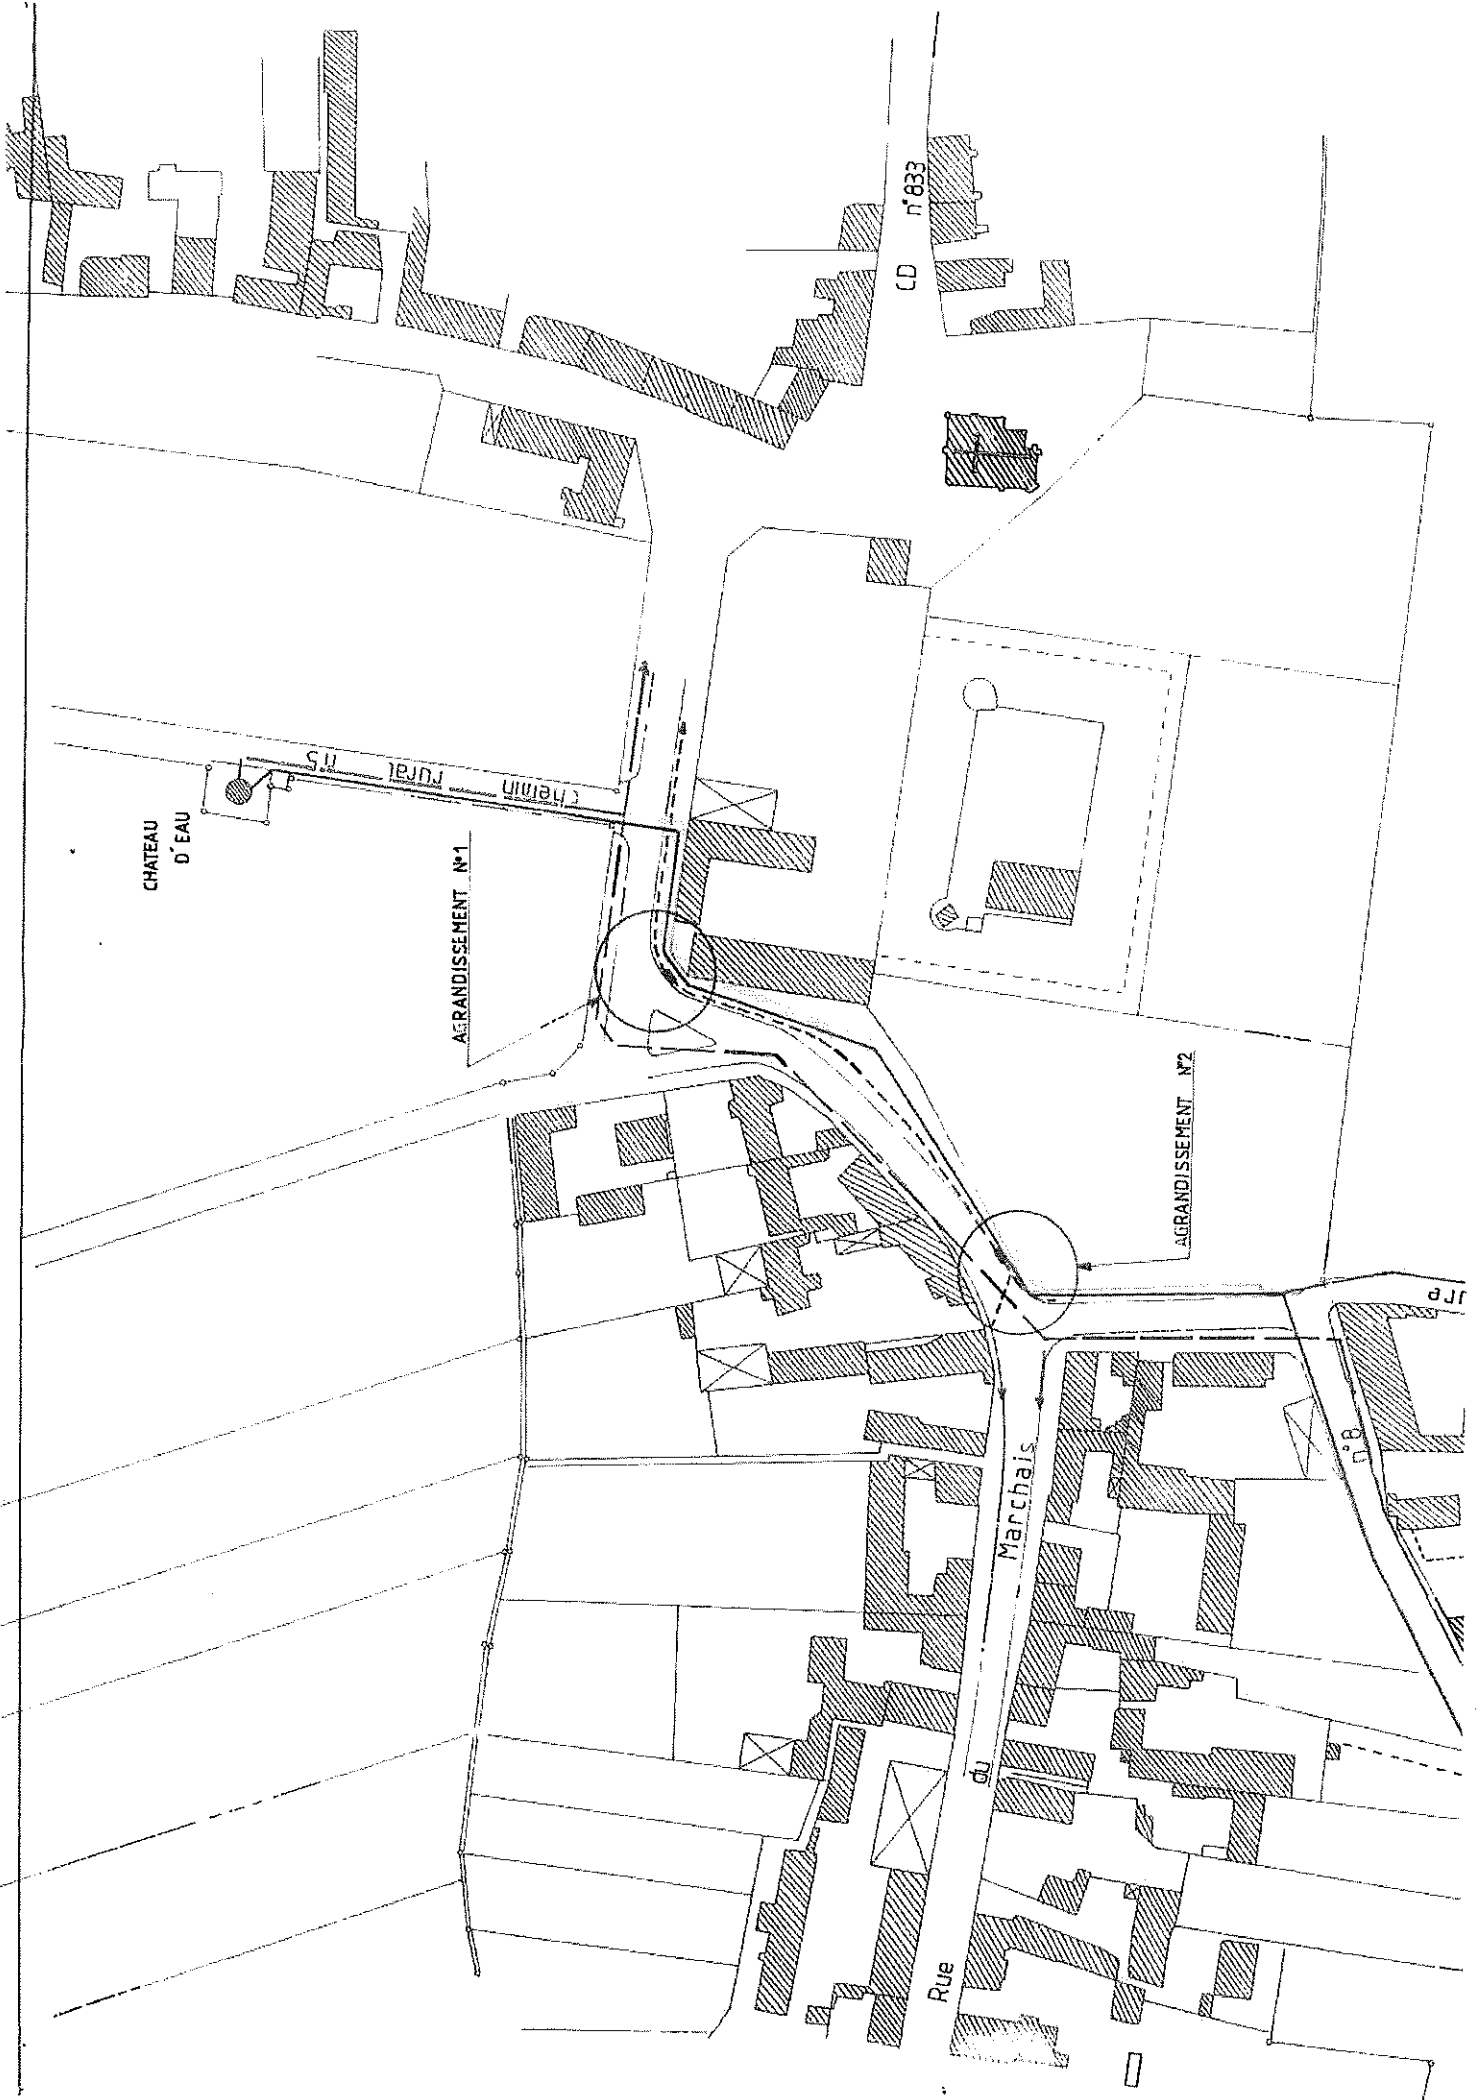 CD n°833
Chemin rural n°5
CHATEAU
D'EAU
AGRANDISSEMENT N°1
AGRANDISSEMENT N°2
n°8
Rue du Marchais